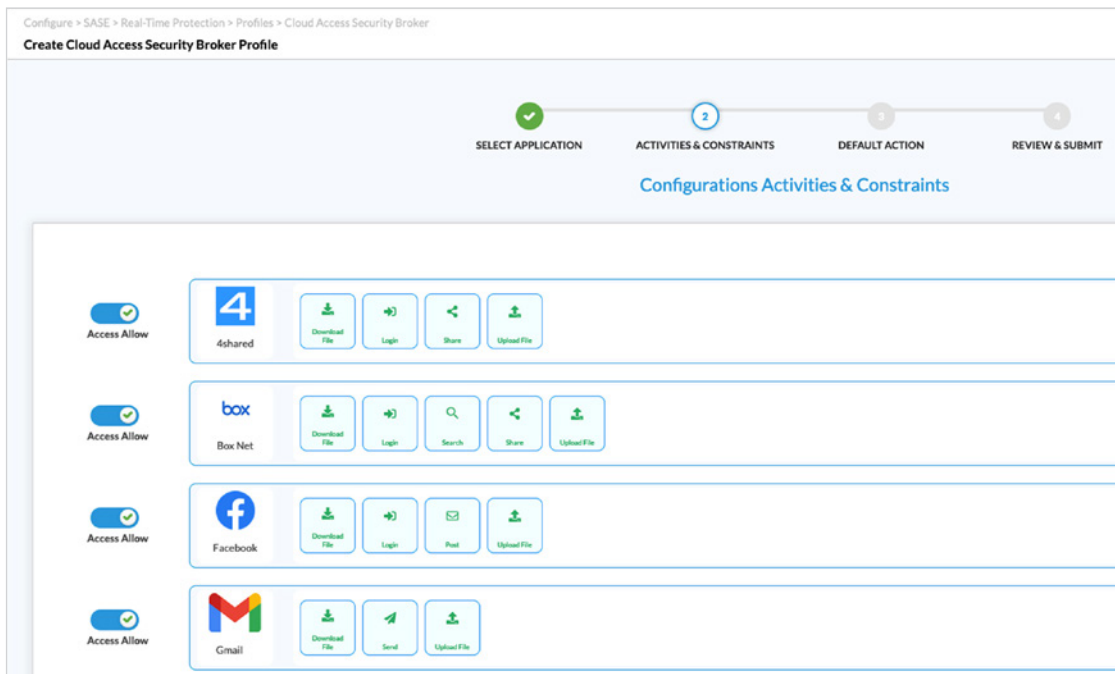 Configure > SASE > Real-Time Protection > Profiles > Cloud Access Security Broker
Create Cloud Access Security Broker Profile
2
3
4
SELECT APPLICATION
ACTIVITIES & CONSTRAINTS
DEFAULT ACTION
REVIEW & SUBMIT
Configurations Activities & Constraints
Access Allow
4
4shared
Download
File
Login
Share
Upload File
Access Allow
box
Box Net
Download
File
Login
Search
Share
Upload File
Access Allow
Facebook
Download
File
Login
Post
Upload File
Access Allow
Gmail
Download
File
Send
Upload File